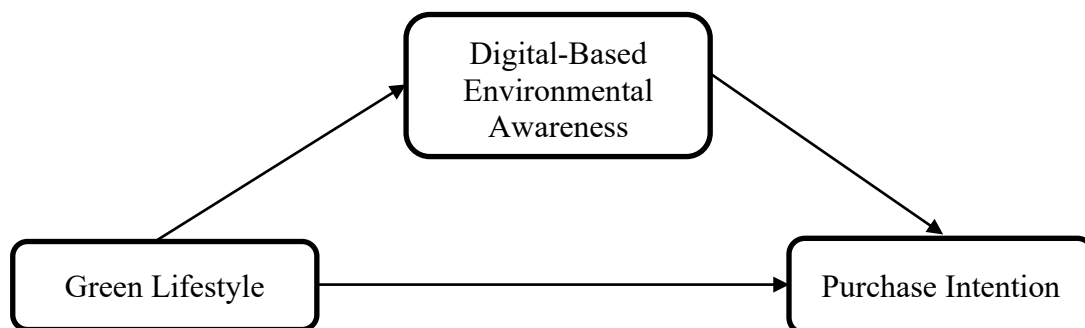 Digital-Based
Environmental
Awareness
Green Lifestyle
Purchase Intention